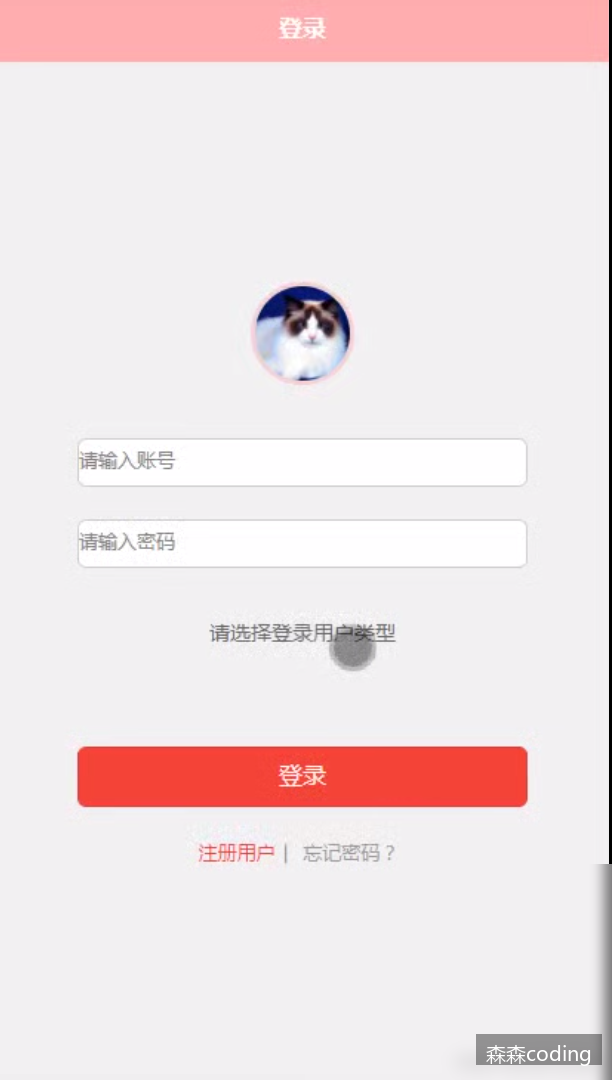 登录
请输入账号
请输入密码
请选择登录用户类型
登录
注册用户 | 忘记密码？
森森coding